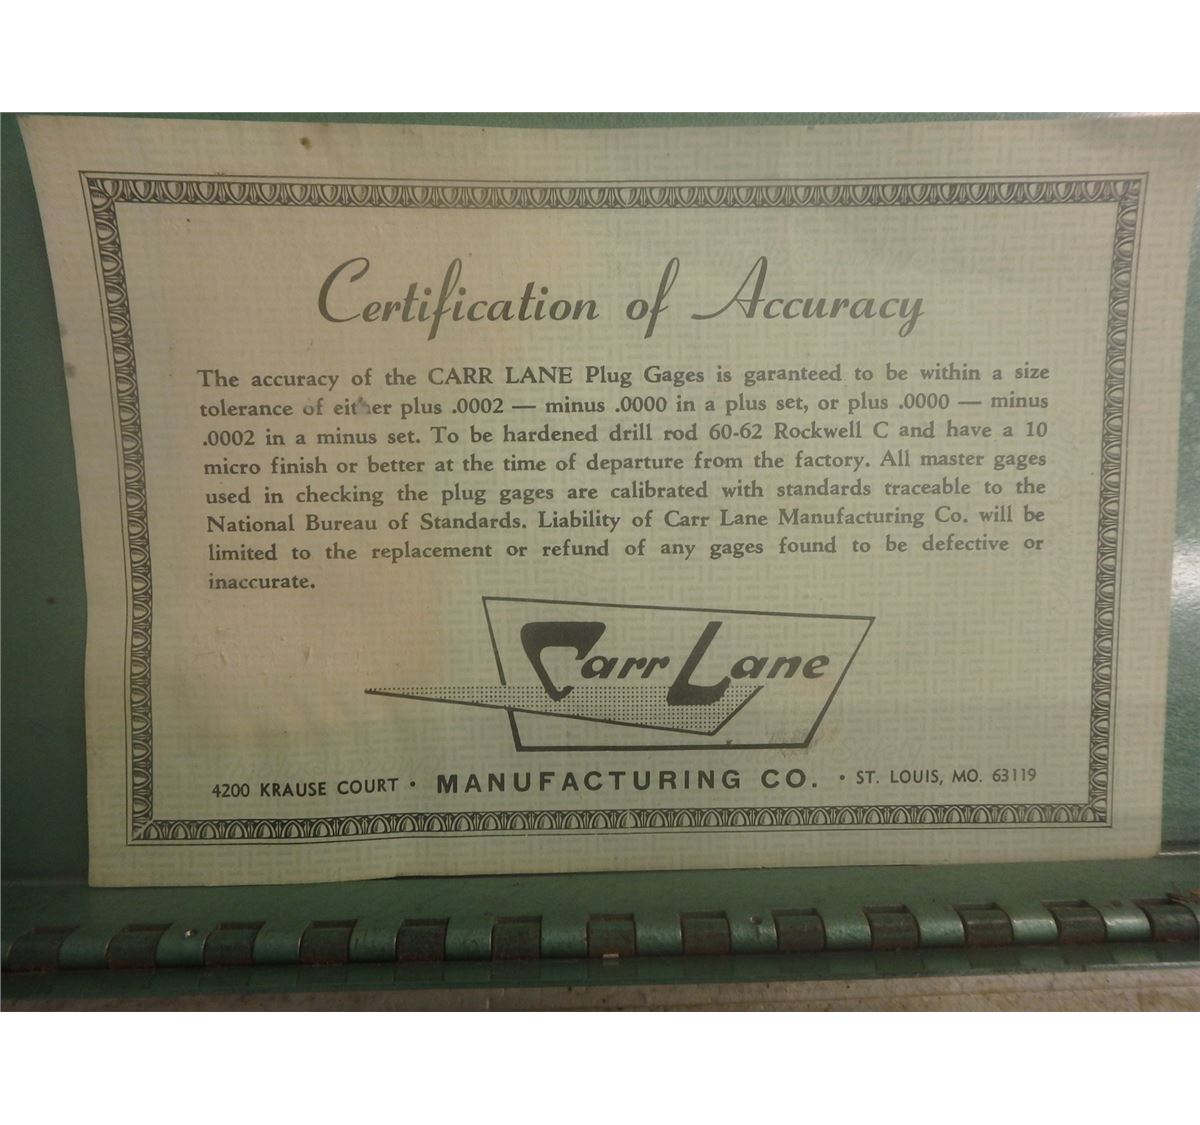 Certification of Accuracy
The accuracy of the CARR LANE Plug Gages is garanteed to be within a size
tolerance of either plus .0002 — minus .0000 in a plus set, or plus .0000 — minus
.0002 in a minus set. To be hardened drill rod 60-62 Rockwell C and have a 10
micro finish or better at the time of departure from the factory. All master gages
used in checking the plug gages are calibrated with standards traceable to the
National Bureau of Standards. Liability of Carr Lane Manufacturing Co. will be
limited to the replacement or refund of any gages found to be defective or
inaccurate.
Carr Lane
4200 KRAUSE COURT • MANUFACTURING CO. • ST. LOUIS, MO. 63119